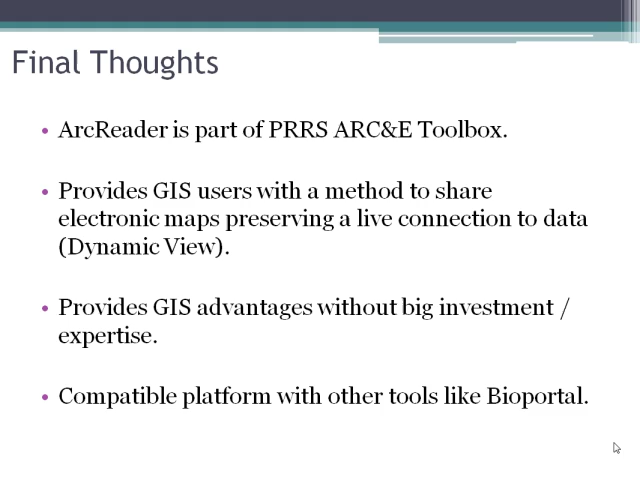 Final Thoughts
• ArcReader is part of PRRS ARC&E Toolbox.
• Provides GIS users with a method to share
electronic maps preserving a live connection to data
(Dynamic View).
• Provides GIS advantages without big investment /
expertise.
• Compatible platform with other tools like Bioportal.